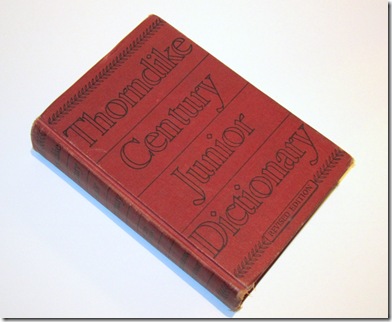 Thorndike
Century
Junior
Dictionary
REVISED EDITION